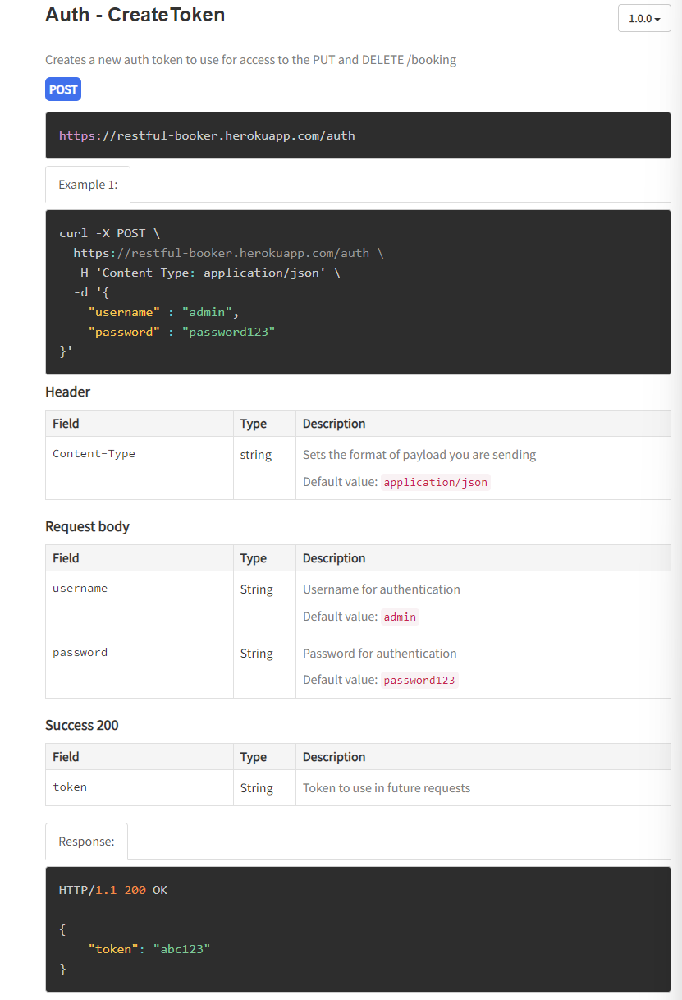 Auth - CreateToken
1.0.0
Creates a new auth token to use for access to the PUT and DELETE /booking
POST
https://restful-booker.herokuapp.com/auth
Example 1:
curl -X POST \
  https://restful-booker.herokuapp.com/auth \
  -H 'Content-Type: application/json' \
  -d '{
    "username" : "admin",
    "password" : "password123"
}'
Header
Field Type Description
Content-Type string Sets the format of payload you are sending
Default value: application/json
Request body
Field Type Description
username String Username for authentication
Default value: admin
password String Password for authentication
Default value: password123
Success 200
Field Type Description
token String Token to use in future requests
Response:
HTTP/1.1 200 OK
{
    "token": "abc123"
}